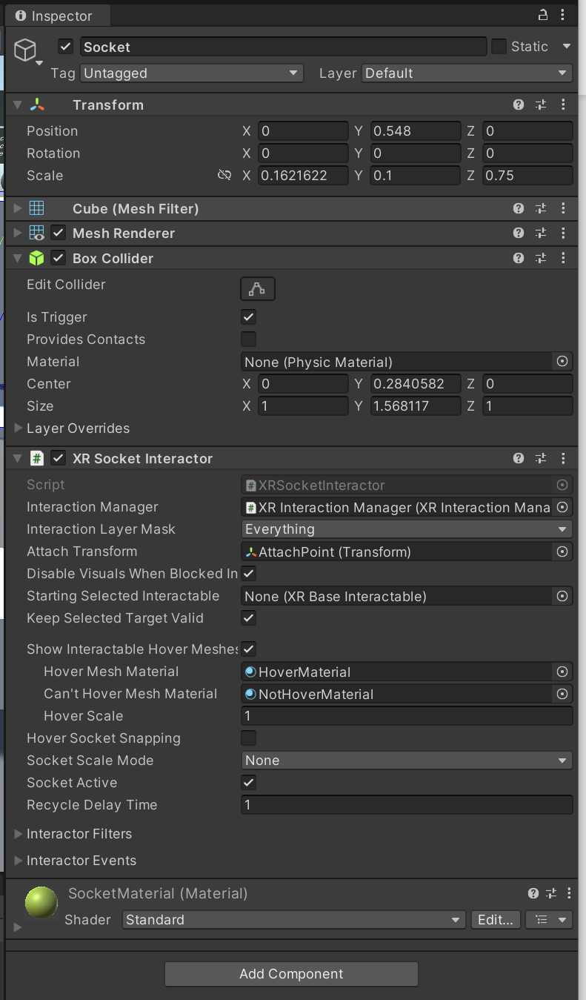 Inspector
Socket
Static
Tag Untagged Layer Default
Transform
Position X 0 Y 0.548 Z 0
Rotation X 0 Y 0 Z 0
Scale X 0.1621622 Y 0.1 Z 0.75
Cube (Mesh Filter)
Mesh Renderer
Box Collider
Edit Collider
Is Trigger
Provides Contacts
Material None (Physic Material)
Center X 0 Y 0.2840582 Z 0
Size X 1 Y 1.568117 Z 1
Layer Overrides
# XR Socket Interactor
Script # XRSocketInteractor
Interaction Manager # XR Interaction Manager (XR Interaction Mana
Interaction Layer Mask Everything
Attach Transform AttachPoint (Transform)
Disable Visuals When Blocked In
Starting Selected Interactable None (XR Base Interactable)
Keep Selected Target Valid
Show Interactable Hover Meshes
Hover Mesh Material HoverMaterial
Can't Hover Mesh Material NotHoverMaterial
Hover Scale 1
Hover Socket Snapping
Socket Scale Mode None
Socket Active
Recycle Delay Time 1
Interactor Filters
Interactor Events
SocketMaterial (Material)
Shader Standard Edit...
Add Component